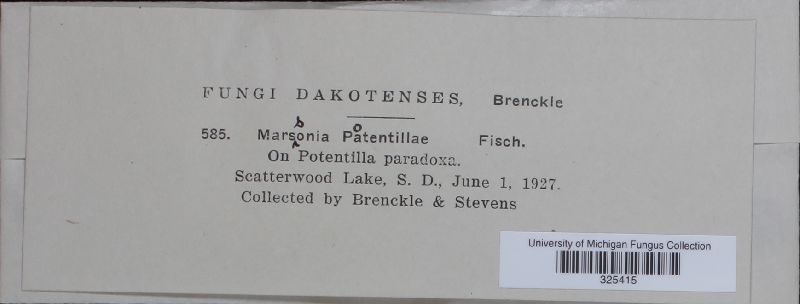 FUNGI DAKOTENSES, Brenckle
s o
585. Marsonia Patentillae Fisch.
On Potentilla paradoxa.
Scatterwood Lake, S. D., June 1, 1927.
Collected by Brenckle & Stevens
University of Michigan Fungus Collection
325415